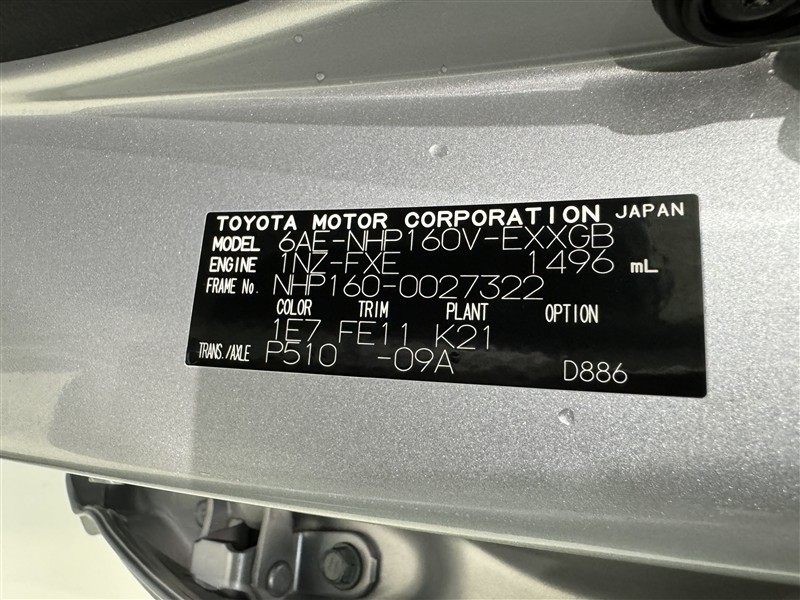 TOYOTA MOTOR CORPORATION JAPAN
MODEL 6AE-NHP160V-EXXGB
ENGINE 1NZ-FXE 1496 mL
FRAME No. NHP160-0027322
COLOR TRIM PLANT OPTION
1E7 FE11 K21
TRANS./AXLE P510 -09A
D886